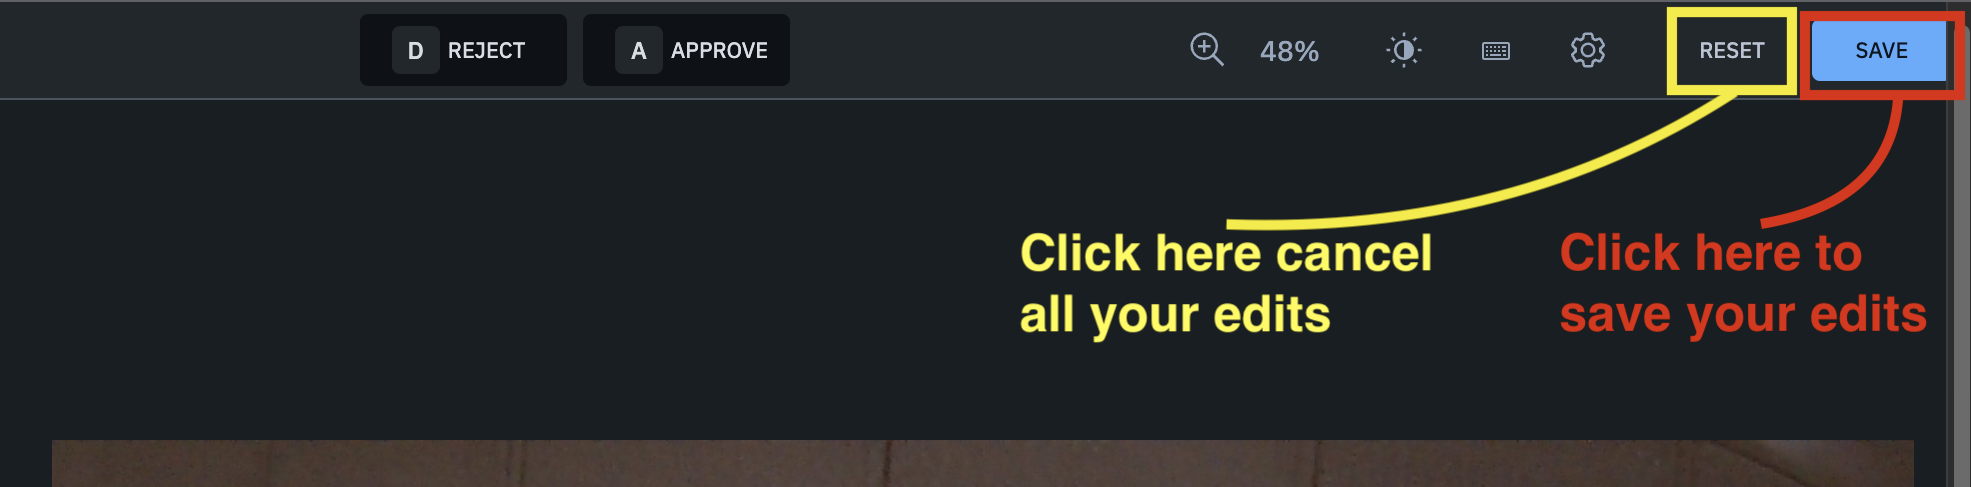 D REJECT A APPROVE 48% RESET SAVE
Click here cancel
all your edits
Click here to
save your edits